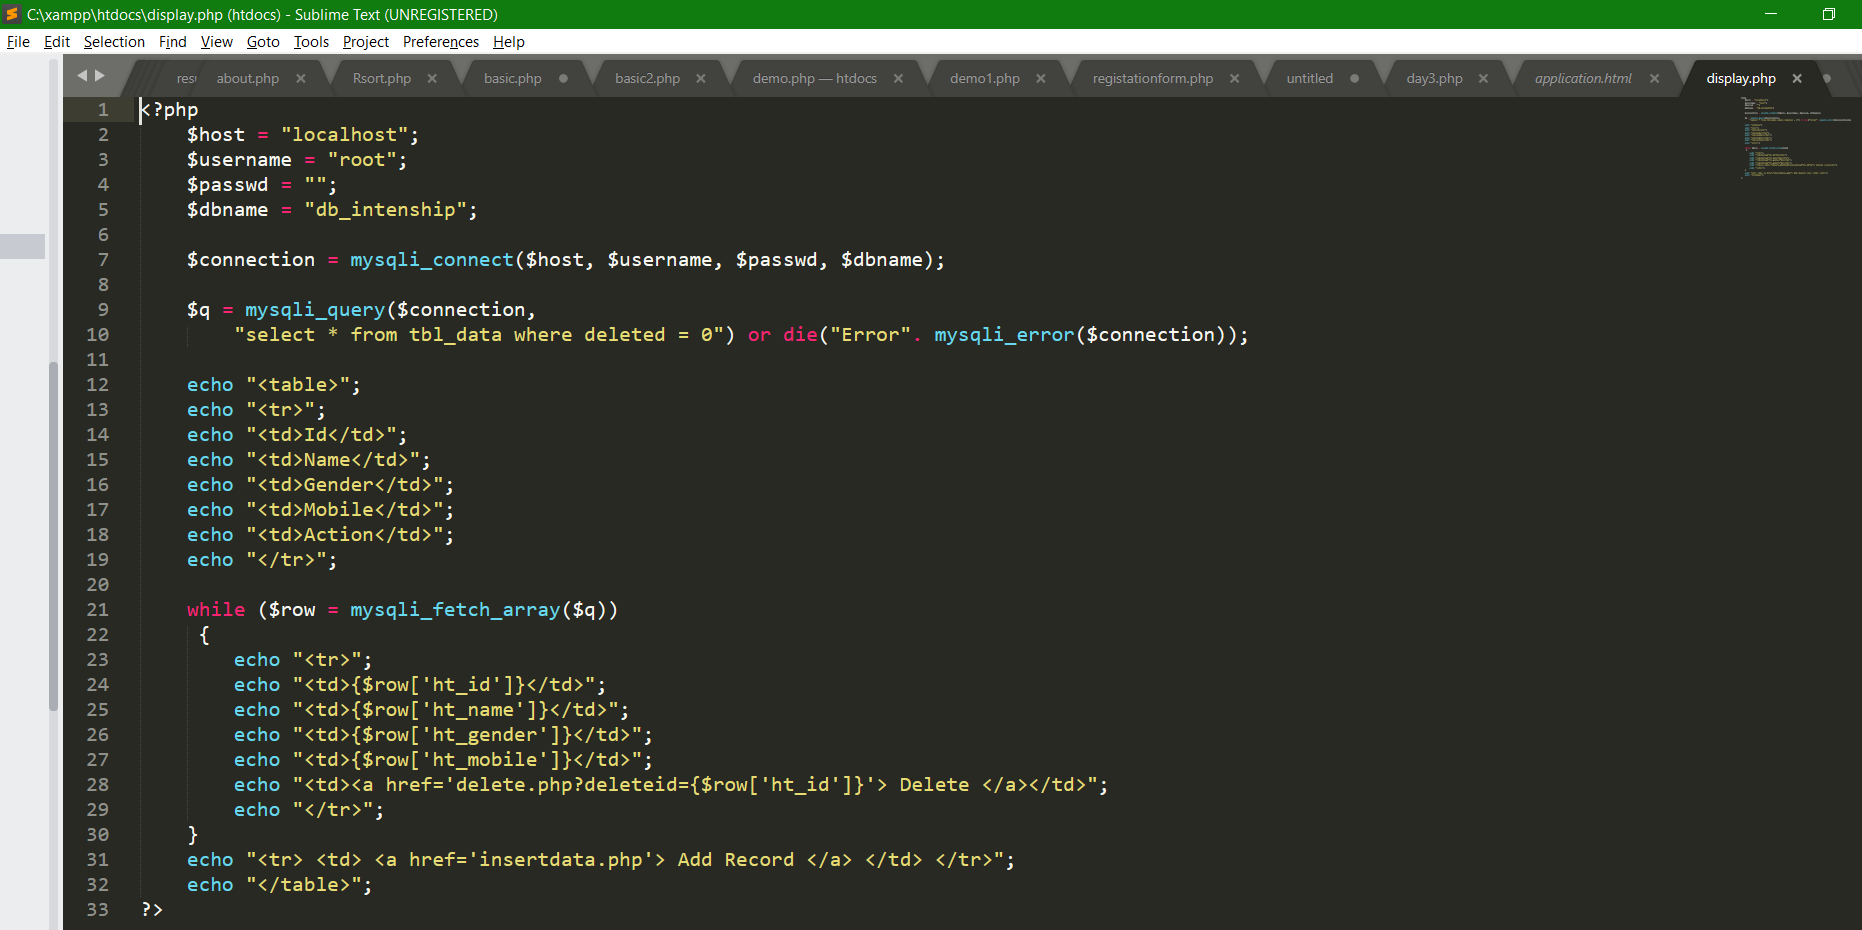 C:\xampp\htdocs\display.php (htdocs) - Sublime Text (UNREGISTERED)
File Edit Selection Find View Goto Tools Project Preferences Help
about.php × Rsort.php × basic.php basic2.php × demo.php — htdocs × demo1.php × registationform.php × untitled day3.php × application.html × display.php ×
1 <?php
2 $host = "localhost";
3 $username = "root";
4 $passwd = "";
5 $dbname = "db_intenship";
6
7 $connection = mysqli_connect($host, $username, $passwd, $dbname);
8
9 $q = mysqli_query($connection,
10 "select * from tbl_data where deleted = 0") or die("Error". mysqli_error($connection));
11
12 echo "<table>";
13 echo "<tr>";
14 echo "<td>Id</td>";
15 echo "<td>Name</td>";
16 echo "<td>Gender</td>";
17 echo "<td>Mobile</td>";
18 echo "<td>Action</td>";
19 echo "</tr>";
20
21 while ($row = mysqli_fetch_array($q))
22 {
23 echo "<tr>";
24 echo "<td>{$row['ht_id']}</td>";
25 echo "<td>{$row['ht_name']}</td>";
26 echo "<td>{$row['ht_gender']}</td>";
27 echo "<td>{$row['ht_mobile']}</td>";
28 echo "<td><a href='delete.php?deleteid={$row['ht_id']}'> Delete </a></td>";
29 echo "</tr>";
30 }
31 echo "<tr> <td> <a href='insertdata.php'> Add Record </a> </td> </tr>";
32 echo "</table>";
33 ?>